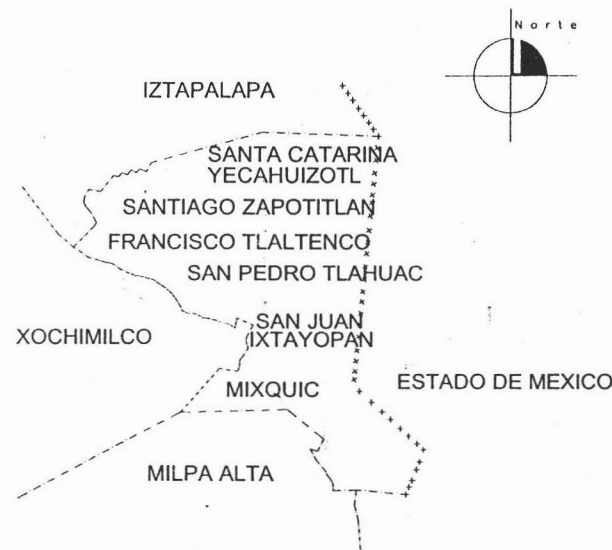 Norte
IZTAPALAPA
SANTA CATARINA
YECAHUIZOTL
SANTIAGO ZAPOTITLAN
FRANCISCO TLALTENCO
SAN PEDRO TLAHUAC
SAN JUAN
IXTAYOPAN
XOCHIMILCO
MIXQUIC
ESTADO DE MEXICO
MILPA ALTA